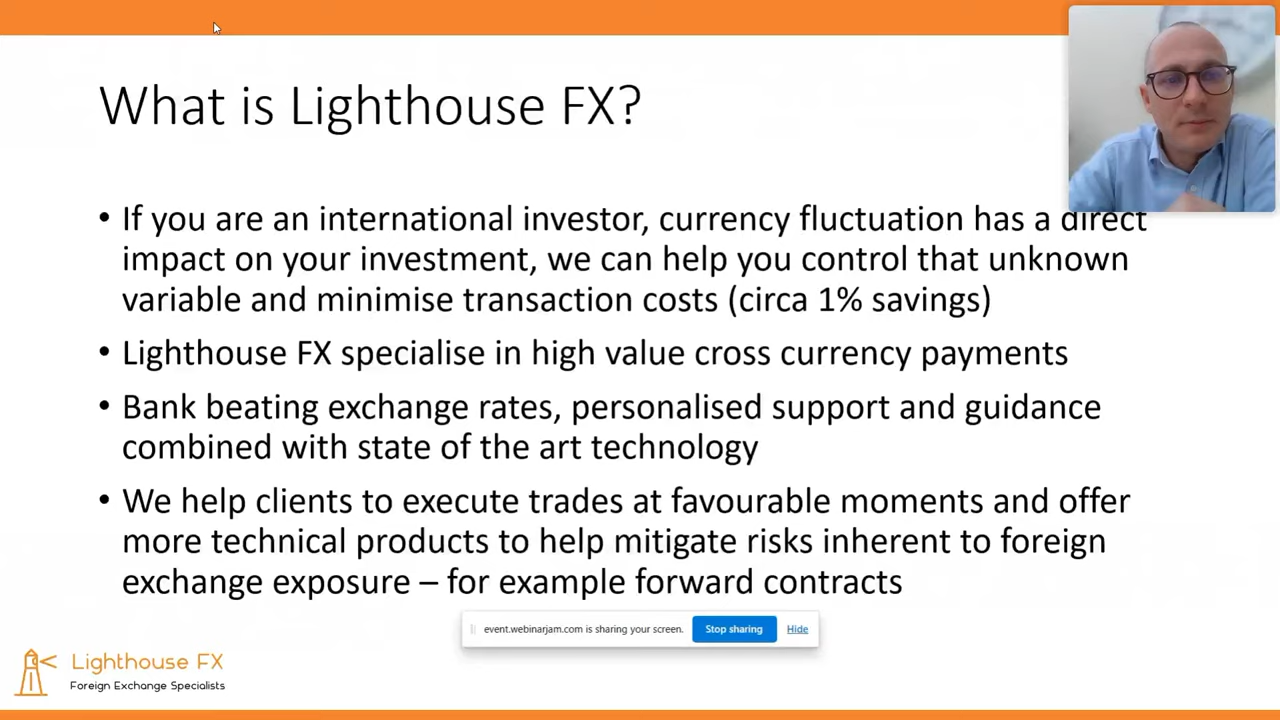 What is Lighthouse FX?
• If you are an international investor, currency fluctuation has a direct
impact on your investment, we can help you control that unknown
variable and minimise transaction costs (circa 1% savings)
• Lighthouse FX specialise in high value cross currency payments
• Bank beating exchange rates, personalised support and guidance
combined with state of the art technology
• We help clients to execute trades at favourable moments and offer
more technical products to help mitigate risks inherent to foreign
exchange exposure – for example forward contracts
event.webinarjam.com is sharing your screen. Stop sharing Hide
Lighthouse FX
Foreign Exchange Specialists